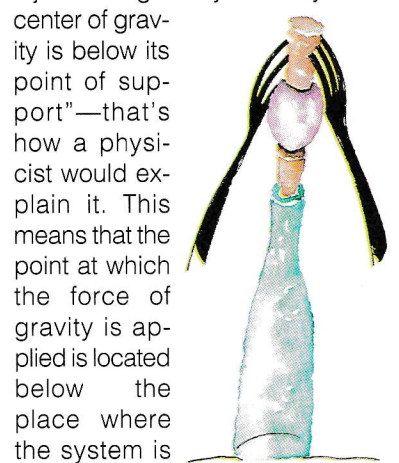 center of grav-
ity is below its
point of sup-
port"—that's
how a physi-
cist would ex-
plain it. This
means that the
point at which
the force of
gravity is ap-
plied is located
below the
place where
the system is